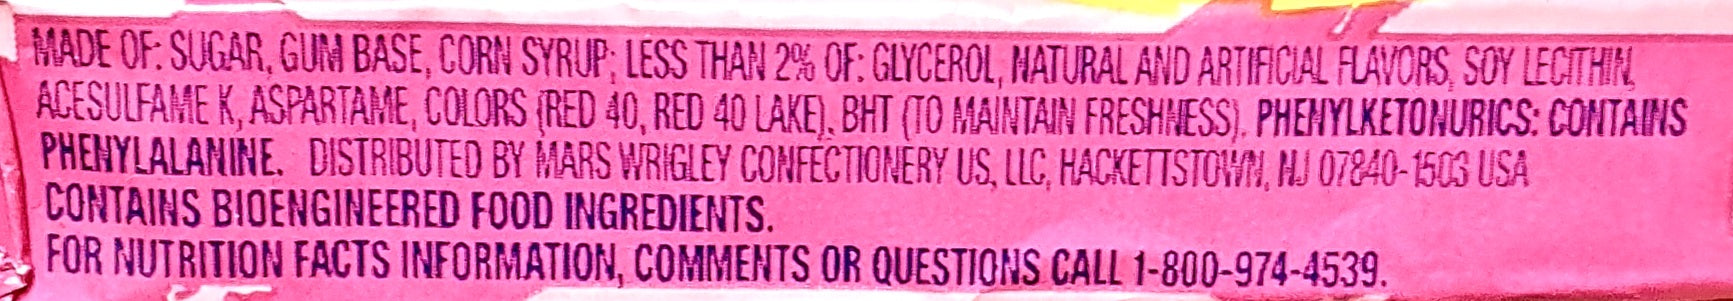 MADE OF: SUGAR, GUM BASE, CORN SYRUP; LESS THAN 2% OF: GLYCEROL, NATURAL AND ARTIFICIAL FLAVORS, SOY LECITHIN,
ACESULFAME K, ASPARTAME, COLORS (RED 40, RED 40 LAKE), BHT (TO MAINTAIN FRESHNESS). PHENYLKETONURICS: CONTAINS
PHENYLALANINE. DISTRIBUTED BY MARS WRIGLEY CONFECTIONERY US, LLC, HACKETTSTOWN, NJ 07840-1503 USA
CONTAINS BIOENGINEERED FOOD INGREDIENTS.
FOR NUTRITION FACTS INFORMATION, COMMENTS OR QUESTIONS CALL 1-800-974-4539.